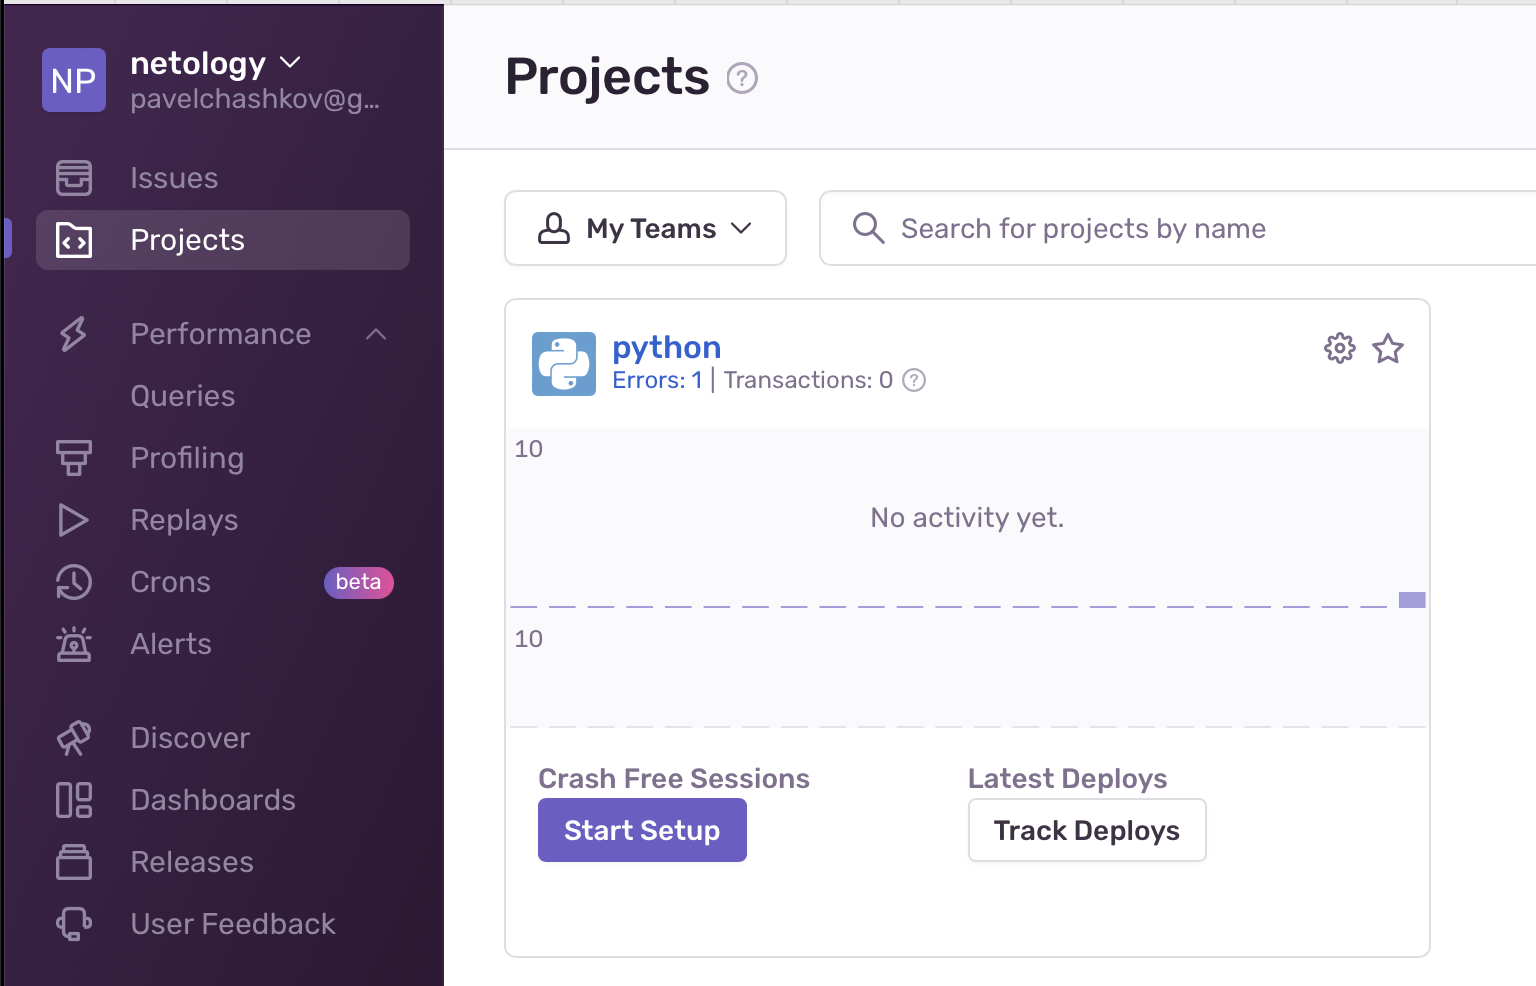 NP
netology
pavelchashkov@g...
Issues
Projects
Performance
Queries
Profiling
Replays
Crons beta
Alerts
Discover
Dashboards
Releases
User Feedback
Projects ?
My Teams
Search for projects by name
python
Errors: 1 | Transactions: 0 ?
10
No activity yet.
10
Crash Free Sessions
Start Setup
Latest Deploys
Track Deploys